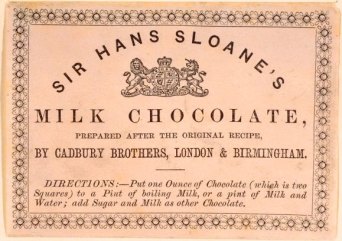 SIR HANS SLOANE'S
MILK CHOCOLATE,
PREPARED AFTER THE ORIGINAL RECIPE,
BY CADBURY BROTHERS, LONDON & BIRMINGHAM.
DIRECTIONS:—Put one Ounce of Chocolate (which is two
Squares) to a Pint of boiling Milk, or a pint of Milk and
Water; add Sugar and Milk as other Chocolate.